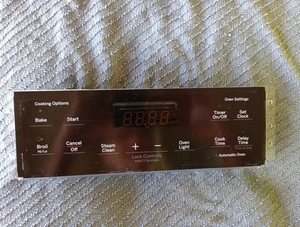 Cooking Options
Oven Settings
Bake
Start
Timer
On/Off
Set
Clock
Broil
Hi/Lo
Cancel
Off
Steam
Clean
+
−
Oven
Light
Cook
Time
Delay
Time
Lock Controls
Automatic Oven